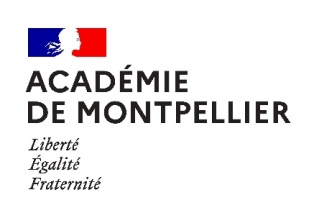 ACADÉMIE
DE MONTPELLIER
Liberté
Égalité
Fraternité